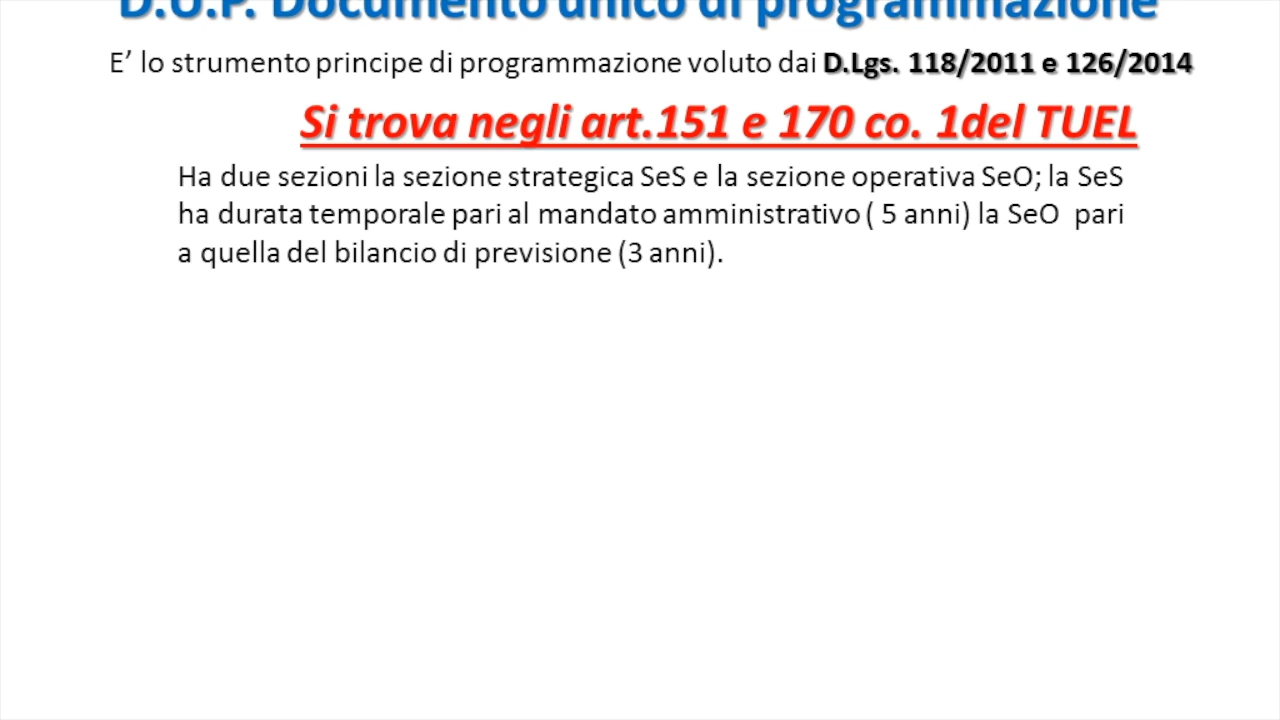 D.U.P. Documento unico di programmazione
E’ lo strumento principe di programmazione voluto dai D.Lgs. 118/2011 e 126/2014
Si trova negli art.151 e 170 co. 1del TUEL
Ha due sezioni la sezione strategica SeS e la sezione operativa SeO; la SeS
ha durata temporale pari al mandato amministrativo ( 5 anni) la SeO pari
a quella del bilancio di previsione (3 anni).